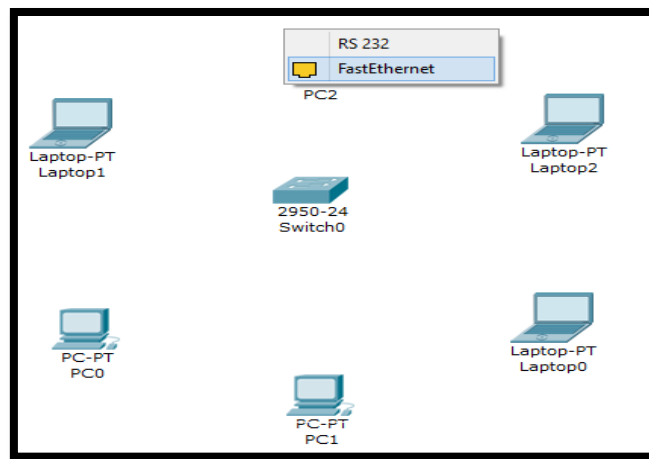 RS 232
FastEthernet
PC2
Laptop-PT
Laptop1
Laptop-PT
Laptop2
2950-24
Switch0
PC-PT
PC0
Laptop-PT
Laptop0
PC-PT
PC1